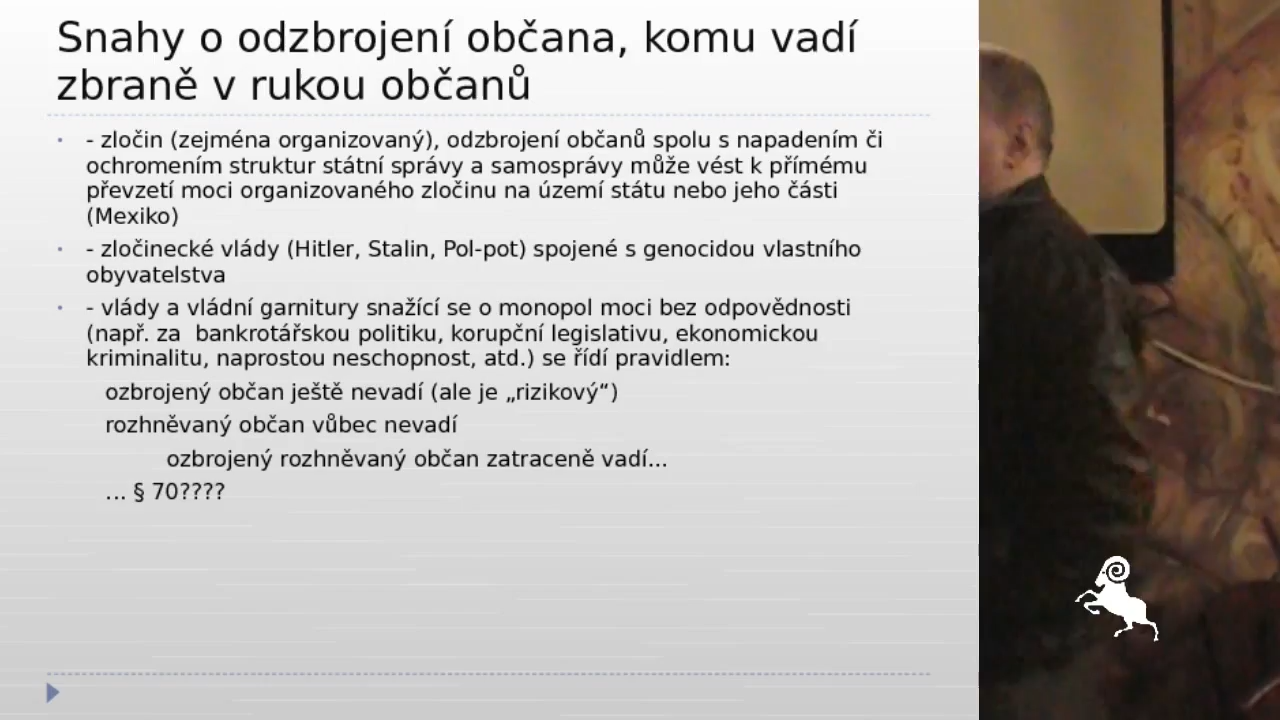 Snahy o odzbrojení občana, komu vadí
zbraně v rukou občanů
- zločin (zejména organizovaný), odzbrojení občanů spolu s napadením či
ochromením struktur státní správy a samosprávy může vést k přímému
převzetí moci organizovaného zločinu na území státu nebo jeho části
(Mexiko)
- zločinecké vlády (Hitler, Stalin, Pol-pot) spojené s genocidou vlastního
obyvatelstva
- vlády a vládní garnitury snažící se o monopol moci bez odpovědnosti
(např. za  bankrotářskou politiku, korupční legislativu, ekonomickou
kriminalitu, naprostou neschopnost, atd.) se řídí pravidlem:
ozbrojený občan ještě nevadí (ale je „rizikový“)
rozhněvaný občan vůbec nevadí
ozbrojený rozhněvaný občan zatraceně vadí…
… § 70????